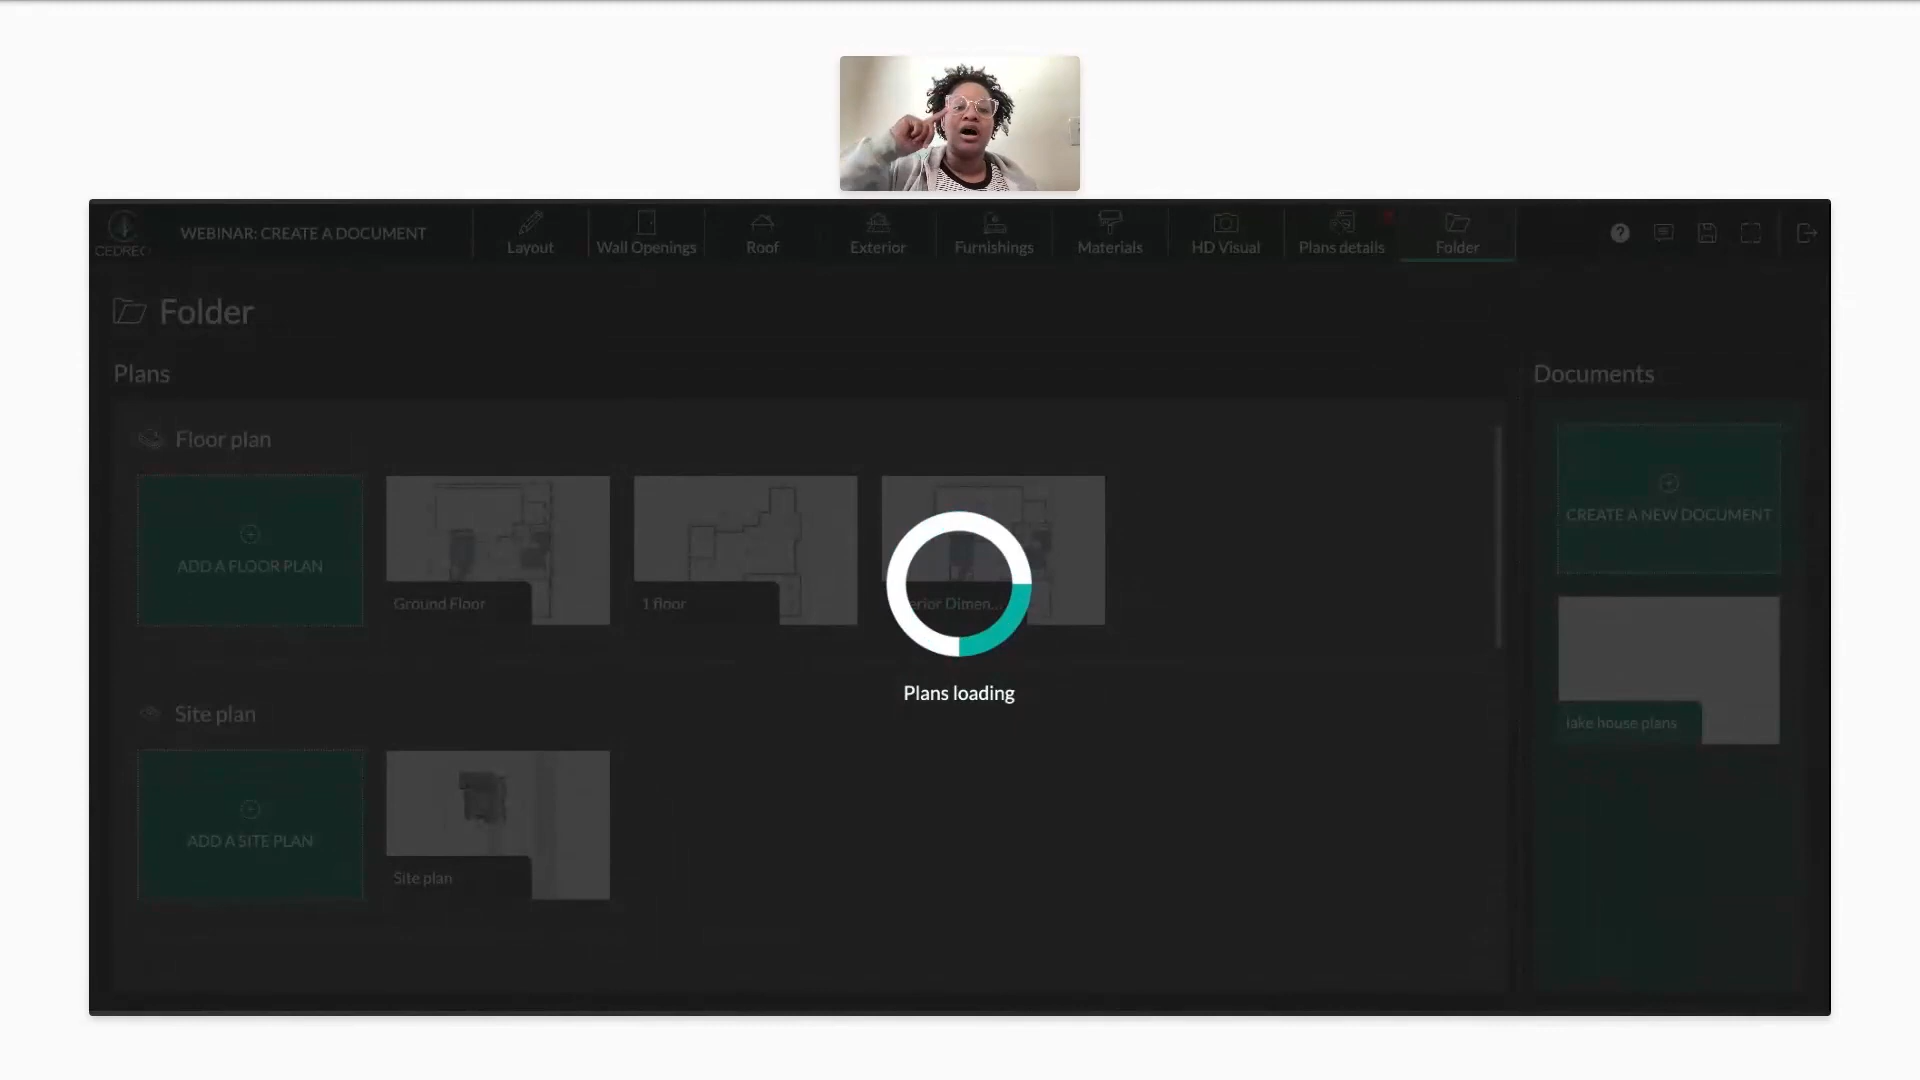 CEDREO
WEBINAR: CREATE A DOCUMENT
Layout
Wall Openings
Roof
Exterior
Furnishings
Materials
HD Visual
Plans details
Folder
Folder
Plans
Documents
Floor plan
ADD A FLOOR PLAN
Ground Floor
1 floor
erior Dimen...
CREATE A NEW DOCUMENT
lake house plans
Plans loading
Site plan
ADD A SITE PLAN
Site plan